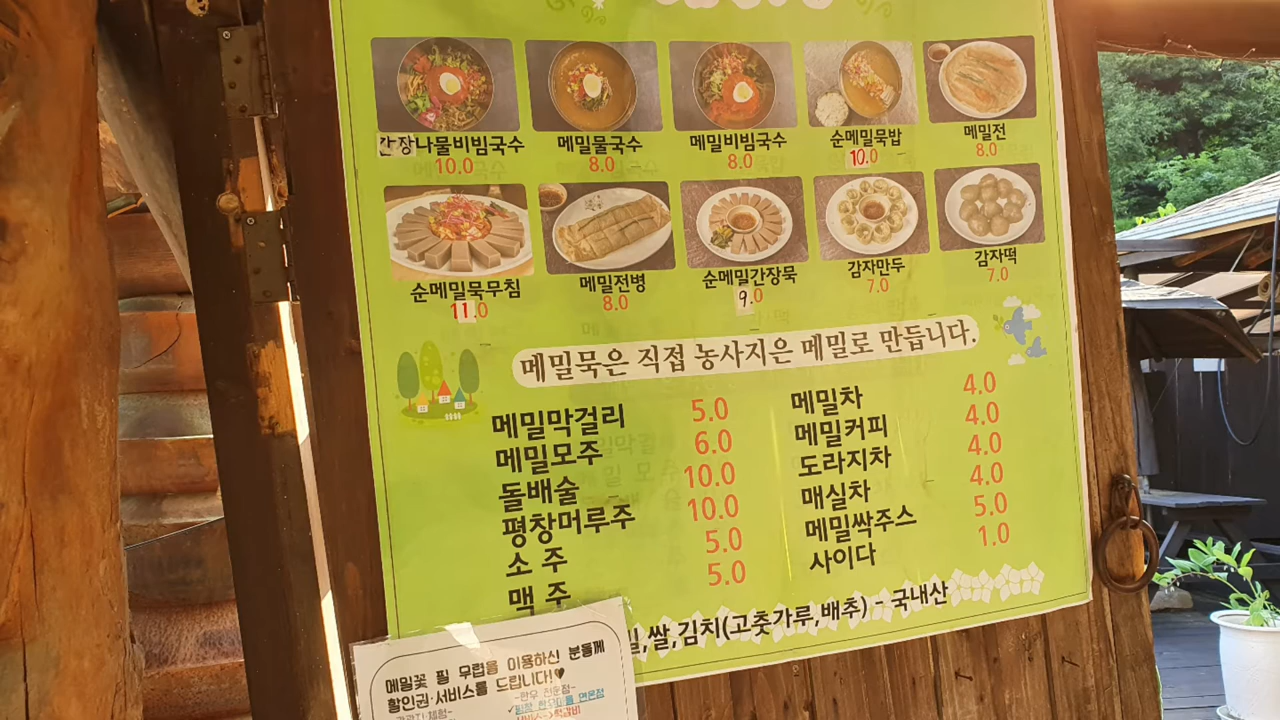 간장나물비빔국수 메밀물국수 메밀비빔국수 순메밀묵밥 메밀전
10.0 8.0 8.0 10.0 8.0
순메밀묵무침 메밀전병 순메밀간장묵 감자만두 감자떡
11.0 8.0 9.0 7.0 7.0
메밀묵은 직접 농사지은 메밀로 만듭니다.
메밀막걸리 5.0
메밀모주 6.0
돌배술 10.0
평창머루주 10.0
소 주 5.0
맥 주 5.0
메밀차 4.0
메밀커피 4.0
도라지차 4.0
매실차 4.0
메밀싹주스 5.0
사이다 1.0
쌀,김치(고춧가루,배추) - 국내산
메밀꽃 필 무렵을 이용하신 분들께
할인권·서비스를 드립니다!♥